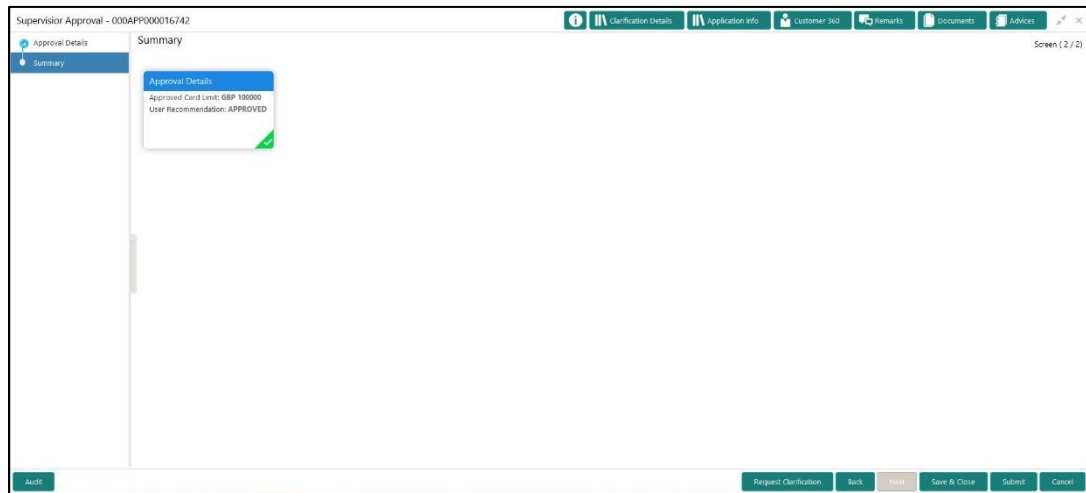 Supervisior Approval - 000APP000016742
Clarification Details
Application Info
Customer 360
Remarks
Documents
Advices
Approval Details
Summary
Summary
Screen ( 2 / 2)
Approval Details
Approved Card Limit: GBP 100000
User Recommendation: APPROVED
Audit
Request Clarification
Back
Next
Save & Close
Submit
Cancel